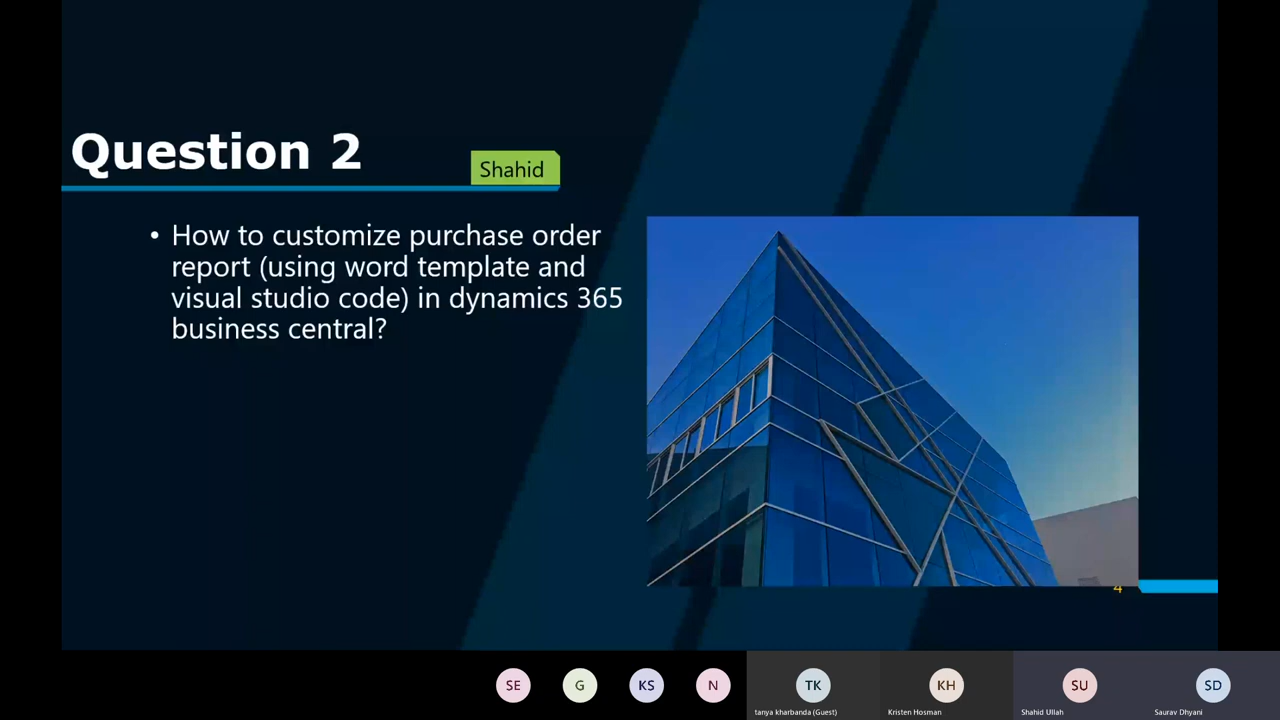 Question 2
Shahid
• How to customize purchase order
report (using word template and
visual studio code) in dynamics 365
business central?
4
SE
G
KS
N
TK
KH
SU
SD
tanya kharbanda (Guest)
Kristen Hosman
Shahid Ullah
Saurav Dhyani